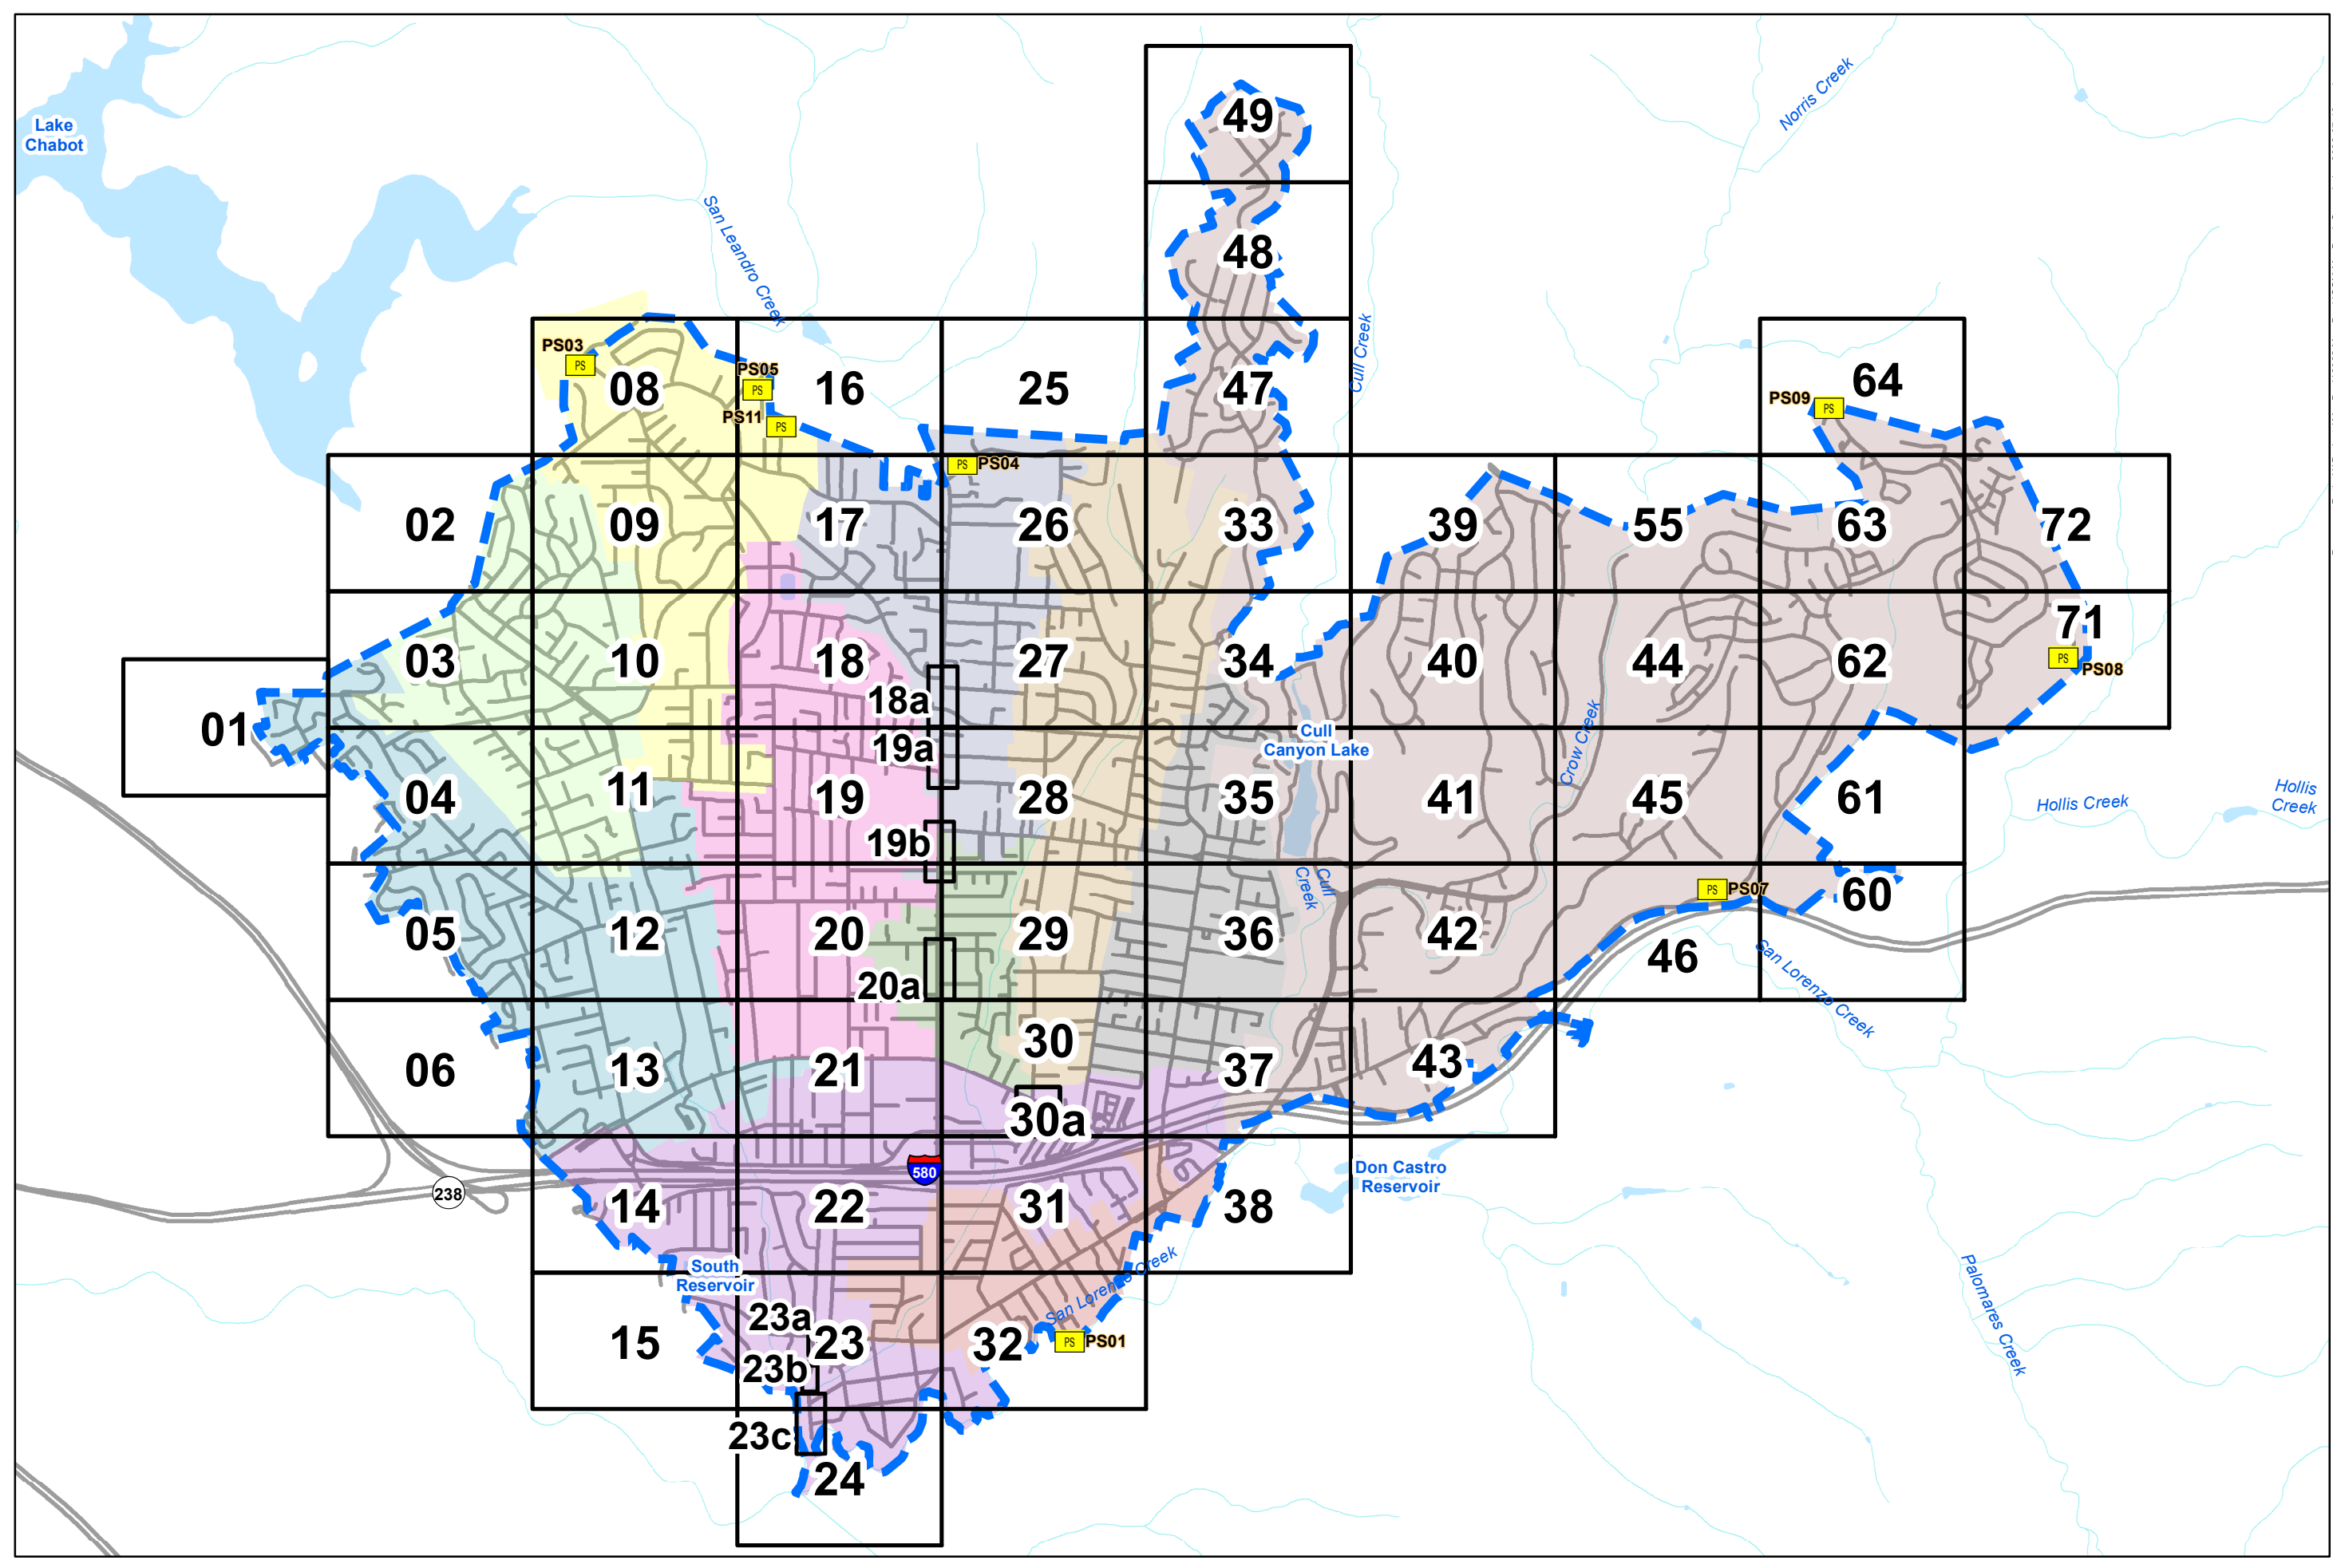 49
Norris Creek
Lake
Chabot
San Leandro Creek
48
PS03
PS
08
PS05
PS
PS11
PS
16
25
47
Cull Creek
64
PS09
PS
PS
PS04
02
09
17
26
33
39
55
63
72
03
10
18
27
34
40
44
62
71
PS
PS08
18a
01
19a
Cull
Canyon Lake
Crow Creek
04
11
19
28
35
41
45
61
Hollis Creek
Hollis
Creek
19b
Cull
Creek
PS
PS07
60
05
12
20
29
36
42
46
San Lorenzo Creek
20a
06
13
21
30
37
43
30a
580
238
Don Castro
Reservoir
14
22
31
38
San Lorenzo Creek
South
Reservoir
Palomares Creek
15
23a
23
32
PS
PS01
23b
23c
24